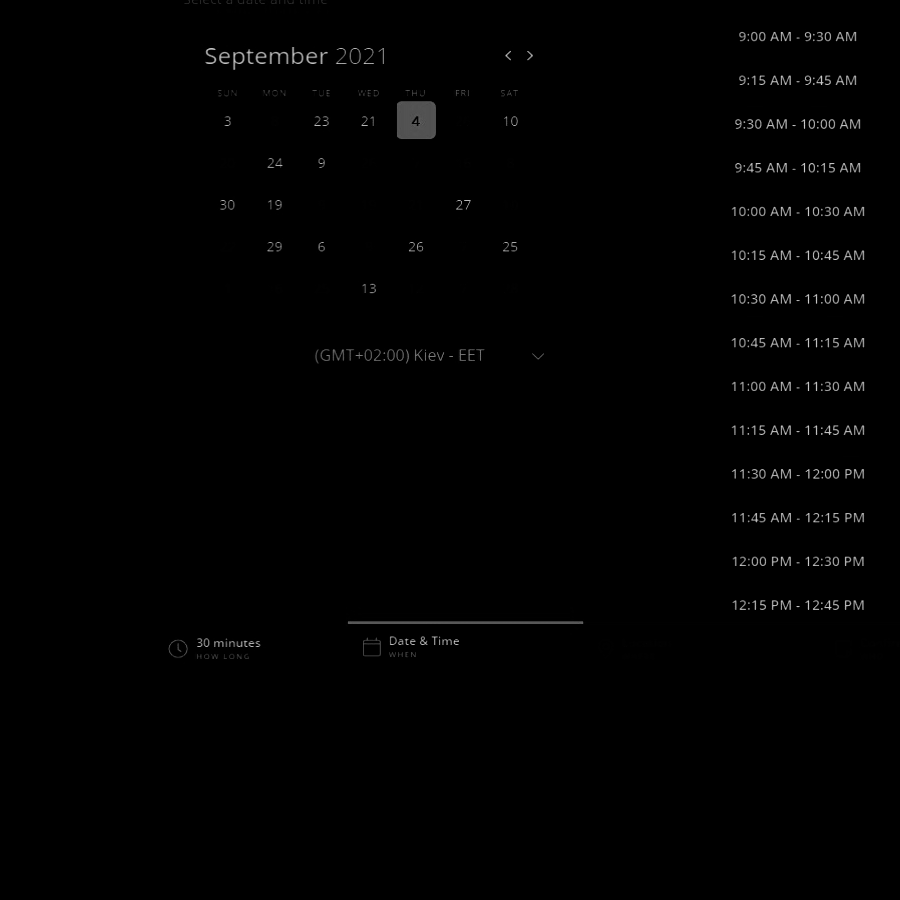 Select a date and time
September 2021
SUN MON TUE WED THU FRI SAT
3 23 21 4 10
24 9
30 19 27
29 6 26 25
13
(GMT+02:00) Kiev - EET
9:00 AM - 9:30 AM
9:15 AM - 9:45 AM
9:30 AM - 10:00 AM
9:45 AM - 10:15 AM
10:00 AM - 10:30 AM
10:15 AM - 10:45 AM
10:30 AM - 11:00 AM
10:45 AM - 11:15 AM
11:00 AM - 11:30 AM
11:15 AM - 11:45 AM
11:30 AM - 12:00 PM
11:45 AM - 12:15 PM
12:00 PM - 12:30 PM
12:15 PM - 12:45 PM
30 minutes
HOW LONG
Date & Time
WHEN